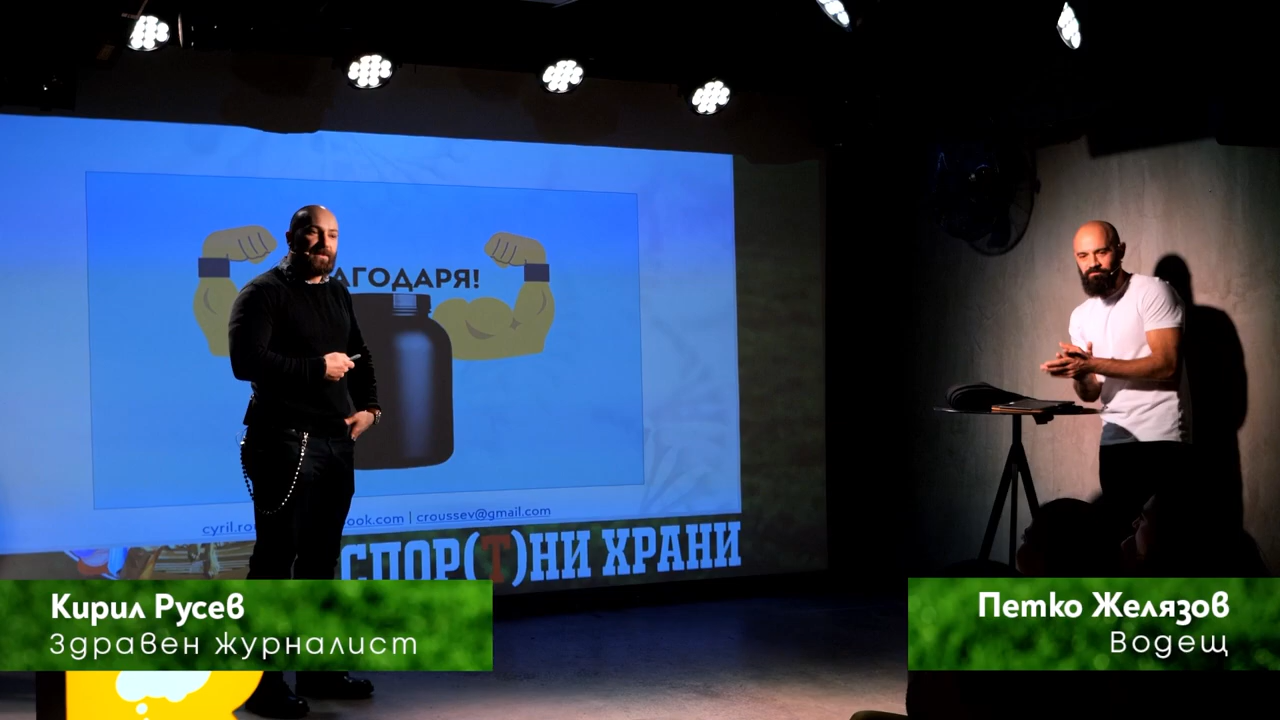 АГОДАРЯ!
cyril.ro ook.com | croussev@gmail.com
СПОР(Т)НИ ХРАНИ
Кирил Русев
Здравен журналист
Петко Желязов
Водещ